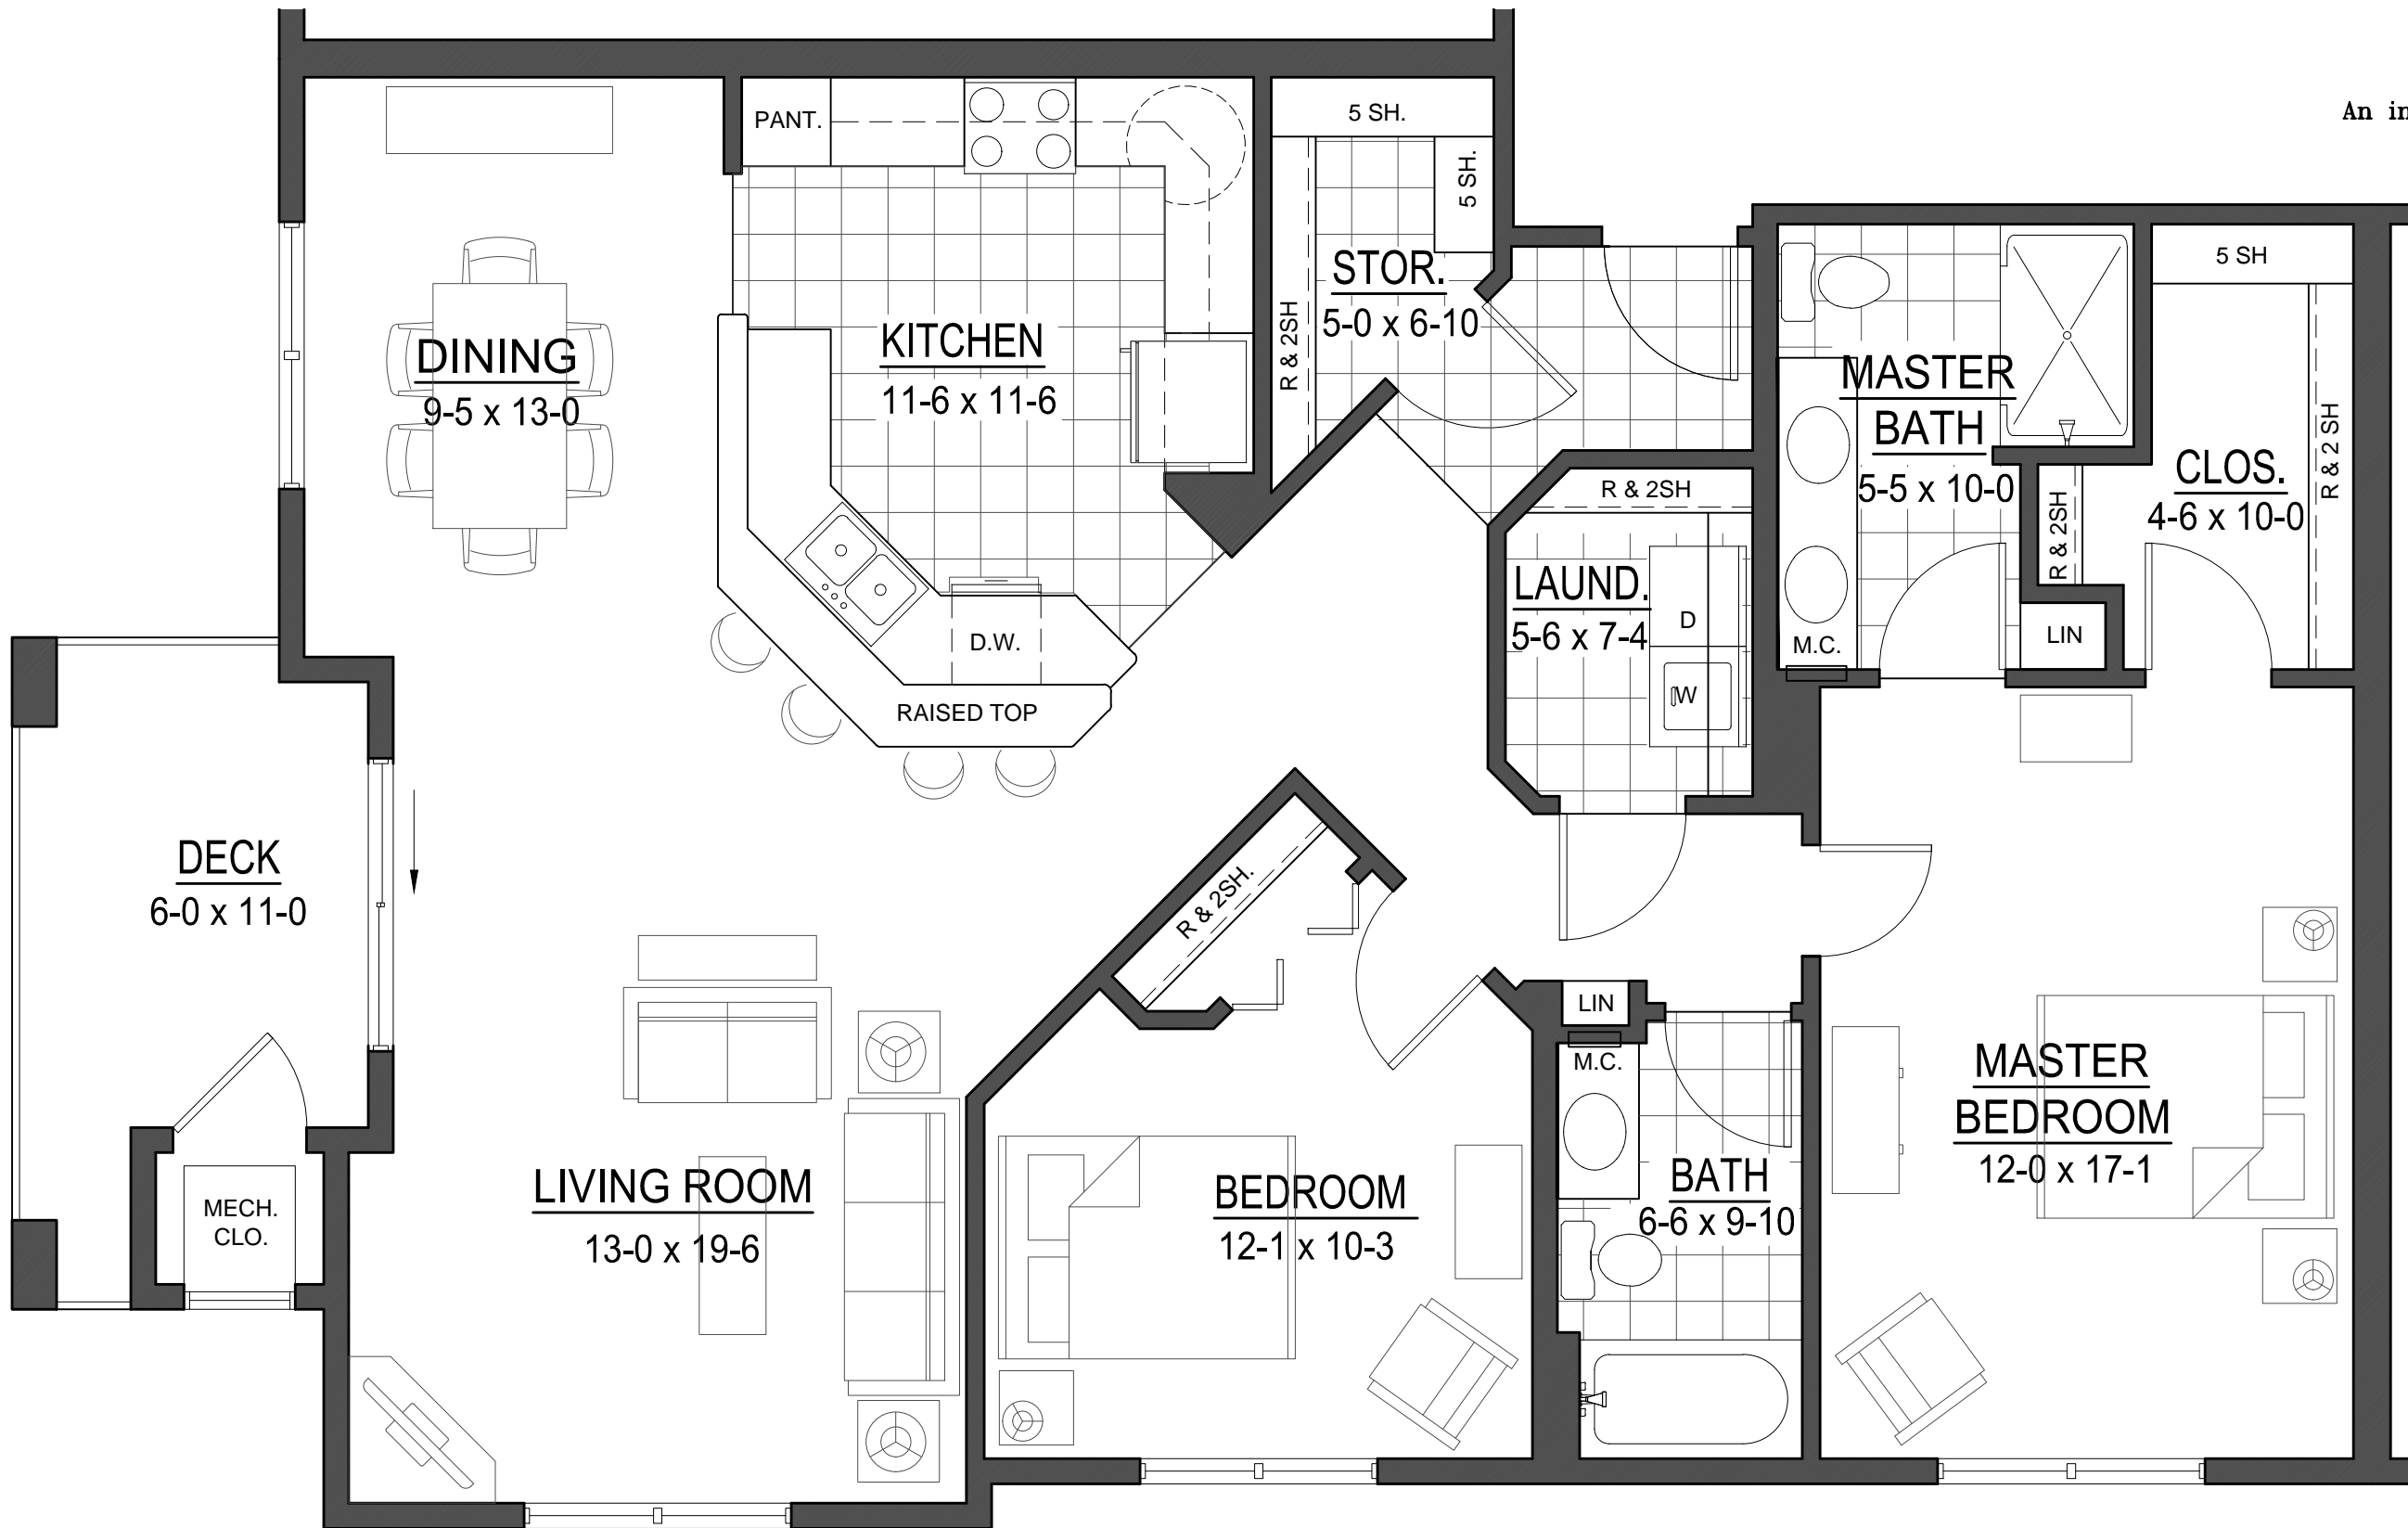 An in
PANT.
5 SH.
5 SH.
R & 2SH
STOR.
5-0 x 6-10
KITCHEN
11-6 x 11-6
DINING
9-5 x 13-0
D.W.
RAISED TOP
MASTER
BATH
5-5 x 10-0
M.C.
5 SH
R & 2 SH
CLOS.
4-6 x 10-0
R & 2SH
LIN
R & 2SH
LAUND.
5-6 x 7-4
D
W
DECK
6-0 x 11-0
MECH.
CLO.
LIVING ROOM
13-0 x 19-6
R & 2SH.
BEDROOM
12-1 x 10-3
LIN
M.C.
BATH
6-6 x 9-10
MASTER
BEDROOM
12-0 x 17-1